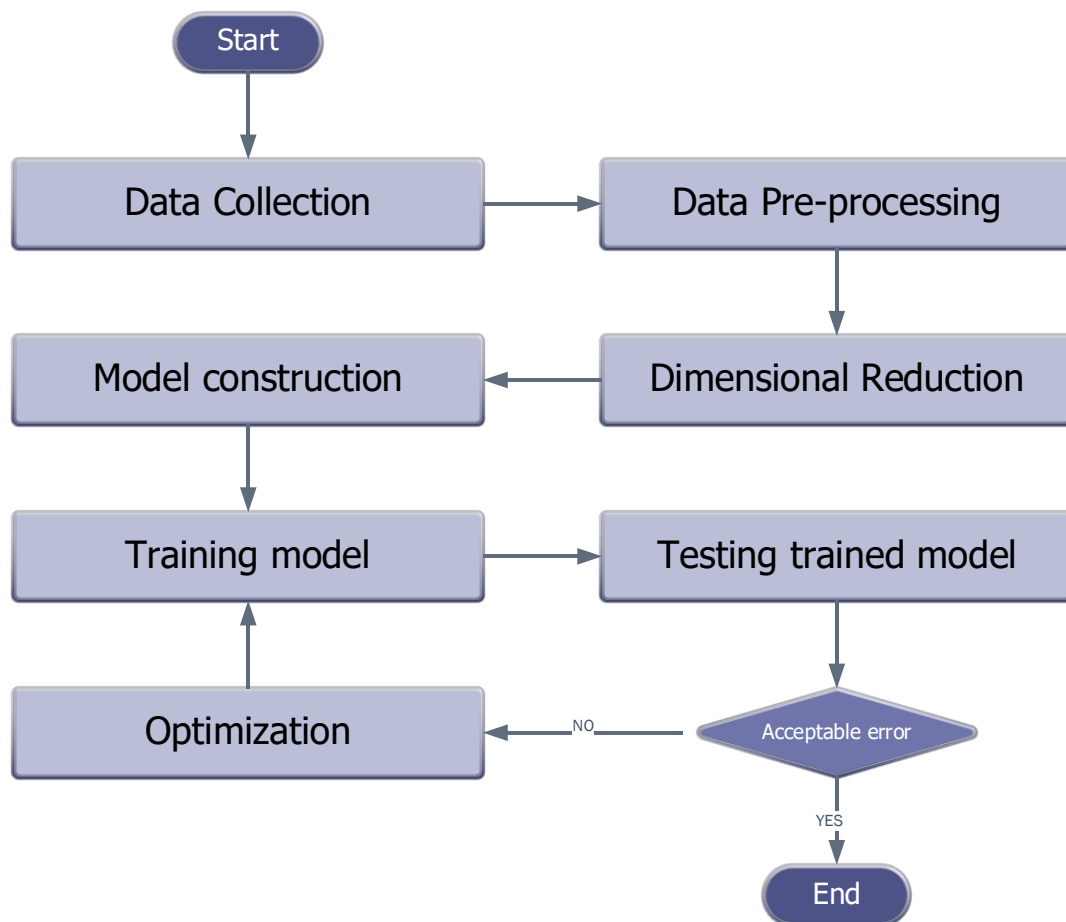 Start
Data Collection
Data Pre-processing
Model construction
Dimensional Reduction
Training model
Testing trained model
Optimization
NO
Acceptable error
YES
End